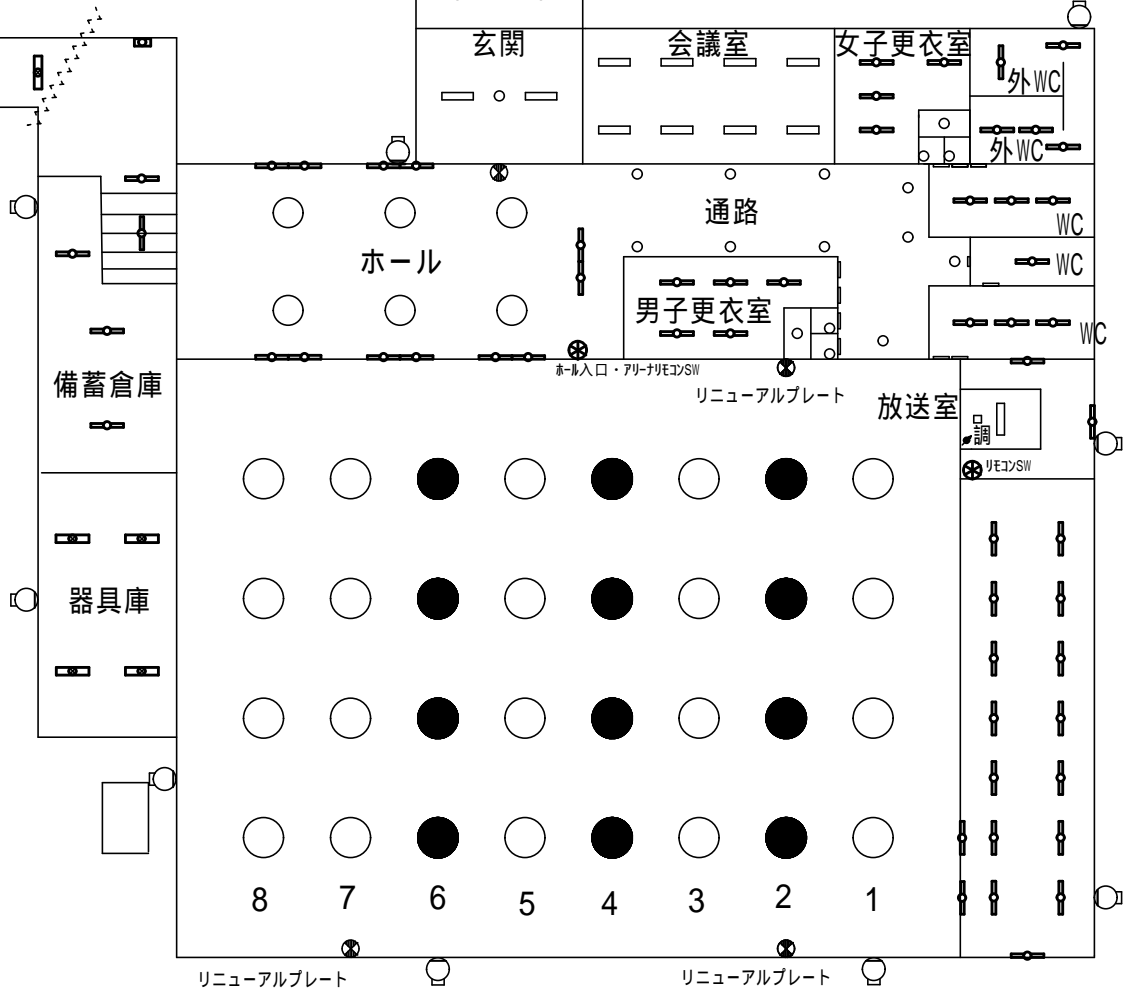 玄関
会議室
女子更衣室
外WC
外WC
通路
WC
ホール
WC
男子更衣室
WC
ホール入口・アリーナリモコンSW
備蓄倉庫
リニューアルプレート
放送室
調
リモコンSW
器具庫
8 7 6 5 4 3 2 1
リニューアルプレート
リニューアルプレート